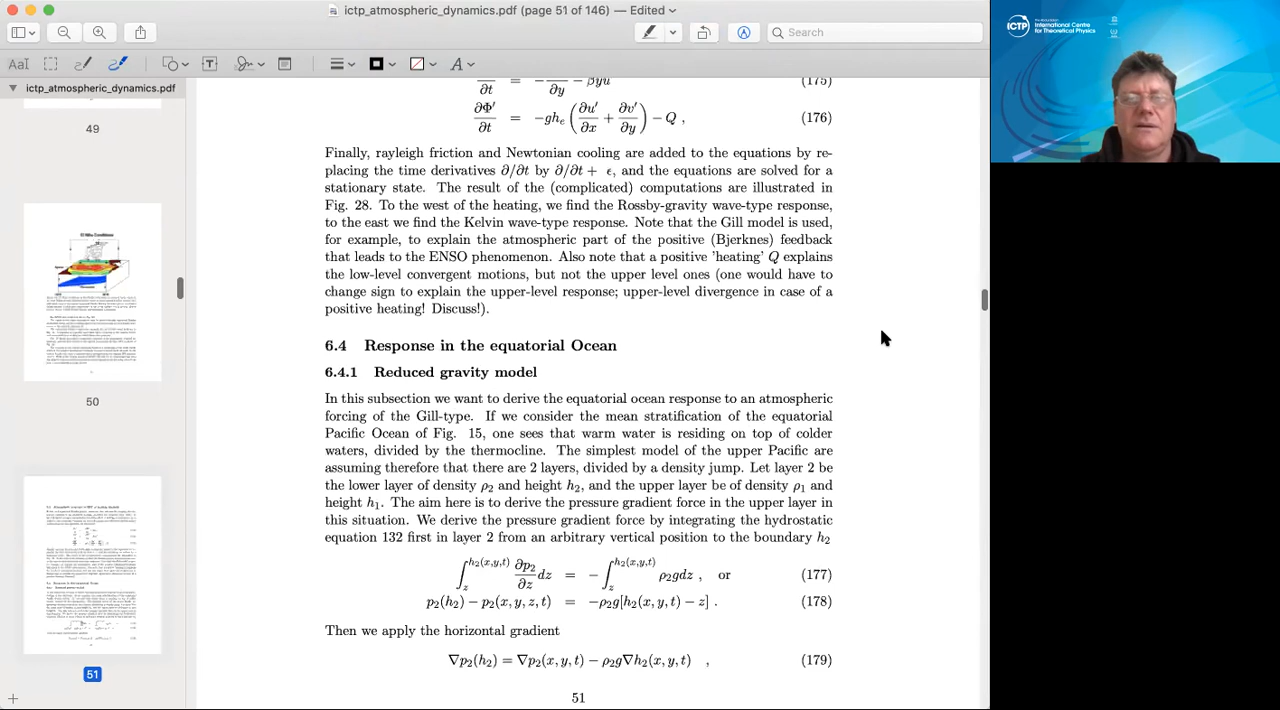 ictp_atmospheric_dynamics.pdf (page 51 of 146) — Edited
Search
ictp_atmospheric_dynamics.pdf
49
50
51
ICTP
International Centre
for Theoretical Physics
∂t = − ∂y − βyu (175)
∂Φ′/∂t = −gh_e (∂u′/∂x + ∂v′/∂y) − Q , (176)
Finally, rayleigh friction and Newtonian cooling are added to the equations by re-
placing the time derivatives ∂/∂t by ∂/∂t + ϵ, and the equations are solved for a
stationary state. The result of the (complicated) computations are illustrated in
Fig. 28. To the west of the heating, we find the Rossby-gravity wave-type response,
to the east we find the Kelvin wave-type response. Note that the Gill model is used,
for example, to explain the atmospheric part of the positive (Bjerknes) feedback
that leads to the ENSO phenomenon. Also note that a positive 'heating' Q explains
the low-level convergent motions, but not the upper level ones (one would have to
change sign to explain the upper-level response; upper-level divergence in case of a
positive heating! Discuss!)
6.4 Response in the equatorial Ocean
6.4.1 Reduced gravity model
In this subsection we want to derive the equatorial ocean response to an atmospheric
forcing of the Gill-type. If we consider the mean stratification of the equatorial
Pacific Ocean of Fig. 15, one sees that warm water is residing on top of colder
waters, divided by the thermocline. The simplest model of the upper Pacific are
assuming therefore that there are 2 layers, divided by a density jump. Let layer 2 be
the lower layer of density ρ₂ and height h₂, and the upper layer be of density ρ₁ and
height h₁. The aim here is to derive the pressure gradient force in the upper layer in
this situation. We derive the pressure gradient force by integrating the hydrostatic
equation 132 first in layer 2 from an arbitrary vertical position to the boundary h₂
∫_z^{h₂(x,y,t)} ∂p₂/∂z dz = − ∫_z^{h₂(x,y,t)} ρ₂gdz , or (177)
p₂(h₂) − = −ρ₂g[h₂(x, y, t) − z] . (178)
Then we apply the horizontal gradient
∇p₂(h₂) = ∇p₂(x, y, t) − ρ₂g∇h₂(x, y, t) , (179)
51